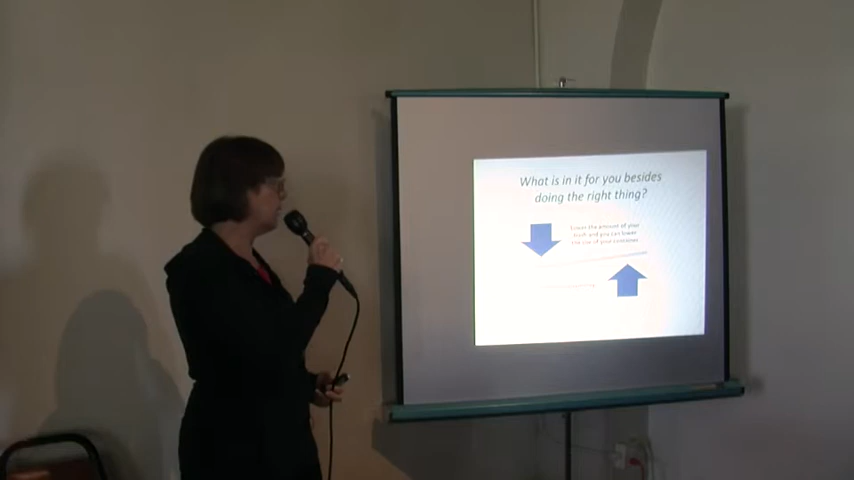 What is in it for you besides
doing the right thing?
Lower the amount of your
trash and you can lower
the size of your container